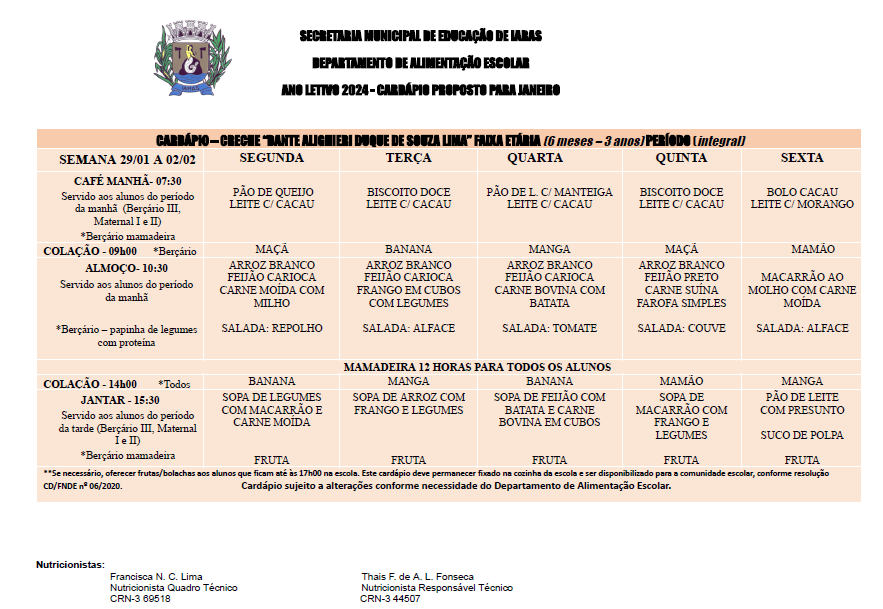 SECRETARIA MUNICIPAL DE EDUCAÇÃO DE IARAS
DEPARTAMENTO DE ALIMENTAÇÃO ESCOLAR
ANO LETIVO 2024 - CARDÁPIO PROPOSTO PARA JANEIRO
IARAS
CARDÁPIO – CRECHE “DANTE ALIGHIERI DUQUE DE SOUZA LIMA” FAIXA ETÁRIA (6 meses – 3 anos) PERÍODO (integral)
SEMANA 29/01 A 02/02 SEGUNDA TERÇA QUARTA QUINTA SEXTA
CAFÉ MANHÃ- 07:30
Servido aos alunos do período
da manhã (Berçário III,
Maternal I e II)
*Berçário mamadeira
PÃO DE QUEIJO
LEITE C/ CACAU
BISCOITO DOCE
LEITE C/ CACAU
PÃO DE L. C/ MANTEIGA
LEITE C/ CACAU
BISCOITO DOCE
LEITE C/ CACAU
BOLO CACAU
LEITE C/ MORANGO
COLAÇÃO - 09h00 *Berçário MAÇÃ BANANA MANGA MAÇÃ MAMÃO
ALMOÇO- 10:30
Servido aos alunos do período
da manhã
*Berçário – papinha de legumes
com proteína
ARROZ BRANCO
FEIJÃO CARIOCA
CARNE MOÍDA COM
MILHO
SALADA: REPOLHO
ARROZ BRANCO
FEIJÃO CARIOCA
FRANGO EM CUBOS
COM LEGUMES
SALADA: ALFACE
ARROZ BRANCO
FEIJÃO CARIOCA
CARNE BOVINA COM
BATATA
SALADA: TOMATE
ARROZ BRANCO
FEIJÃO PRETO
CARNE SUÍNA
FAROFA SIMPLES
SALADA: COUVE
MACARRÃO AO
MOLHO COM CARNE
MOÍDA
SALADA: ALFACE
MAMADEIRA 12 HORAS PARA TODOS OS ALUNOS
COLAÇÃO - 14h00 *Todos BANANA MANGA BANANA MAMÃO MANGA
JANTAR - 15:30
Servido aos alunos do período
da tarde (Berçário III, Maternal
I e II)
*Berçário mamadeira
SOPA DE LEGUMES
COM MACARRÃO E
CARNE MOÍDA
FRUTA
SOPA DE ARROZ COM
FRANGO E LEGUMES
FRUTA
SOPA DE FEIJÃO COM
BATATA E CARNE
BOVINA EM CUBOS
FRUTA
SOPA DE
MACARRÃO COM
FRANGO E
LEGUMES
FRUTA
PÃO DE LEITE
COM PRESUNTO
SUCO DE POLPA
FRUTA
**Se necessário, oferecer frutas/bolachas aos alunos que ficam até às 17h00 na escola. Este cardápio deve permanecer fixado na cozinha da escola e ser disponibilizado para a comunidade escolar, conforme resolução
CD/FNDE nº 06/2020. Cardápio sujeito a alterações conforme necessidade do Departamento de Alimentação Escolar.
Nutricionistas:
Francisca N. C. Lima
Nutricionista Quadro Técnico
CRN-3 69518
Thais F. de A. L. Fonseca
Nutricionista Responsável Técnico
CRN-3 44507